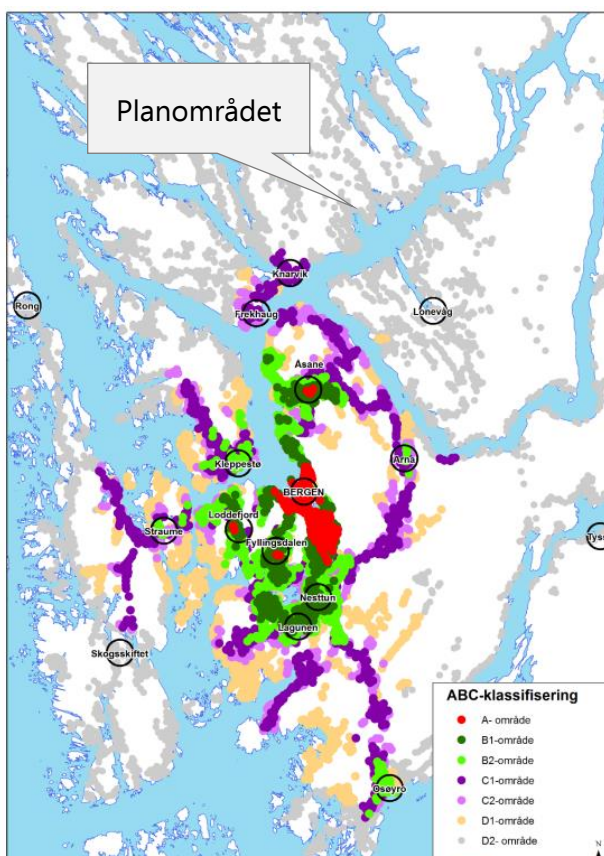 Planområdet
Knarvik
Rong
Frekhaug
Lonevåg
Åsane
Kleppestø
Arna
BERGEN
Loddefjord
Straume
Fyllingsdalen
Tyss
Nesttun
Lagunen
Skogsskiftet
Osøyro
ABC-klassifisering
A- område
B1-område
B2-område
C1-område
C2-område
D1-område
D2- område
N